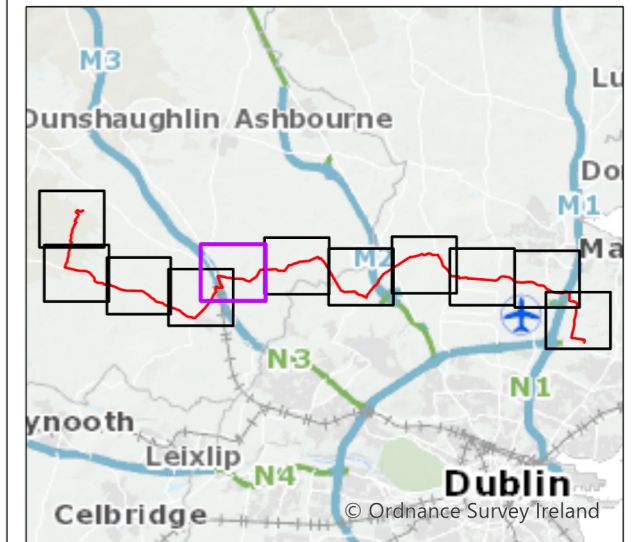 M3
Lu
Dunshaughlin Ashbourne
Do
M1
Ma
M2
N3
N1
ynooth
Leixlip
N4
Dublin
Celbridge
© Ordnance Survey Ireland